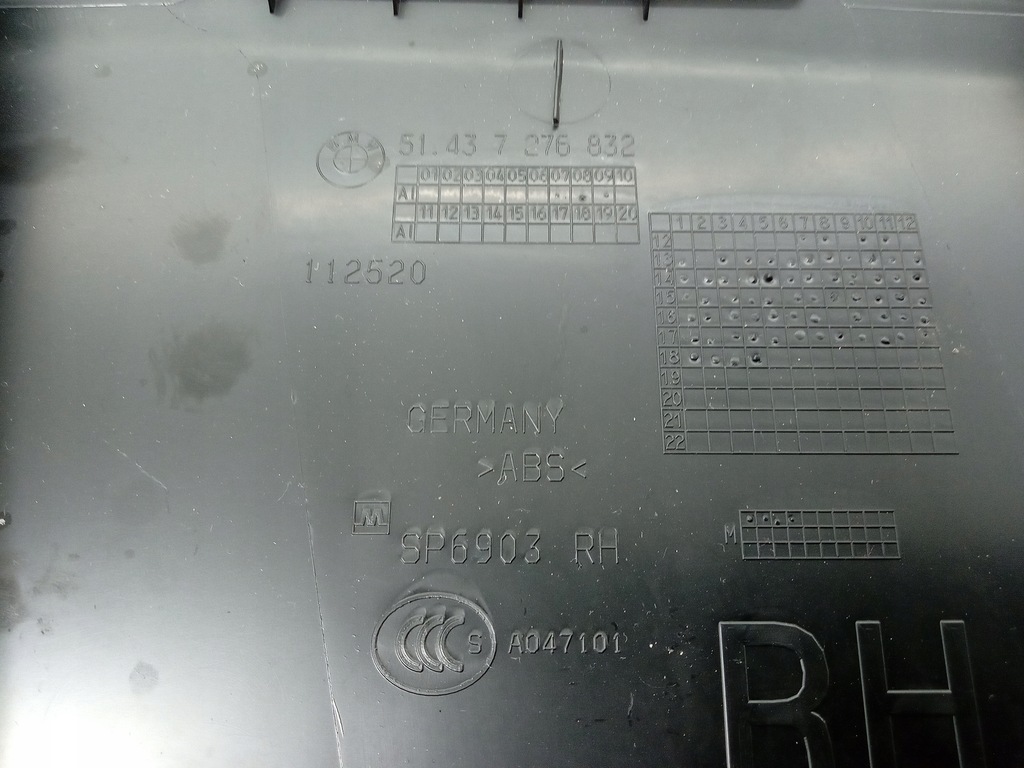 BMW
51.43 7 276 832
01 02 03 04 05 06 07 08 09 10
AI
11 12 13 14 15 16 17 18 19 20
AI
1 2 3 4 5 6 7 8 9 10 11 12
12
13
14
15
16
17
18
19
20
21
22
112520
GERMANY
>ABS<
M
SP6903 RH
M
CCC S A047101
RH